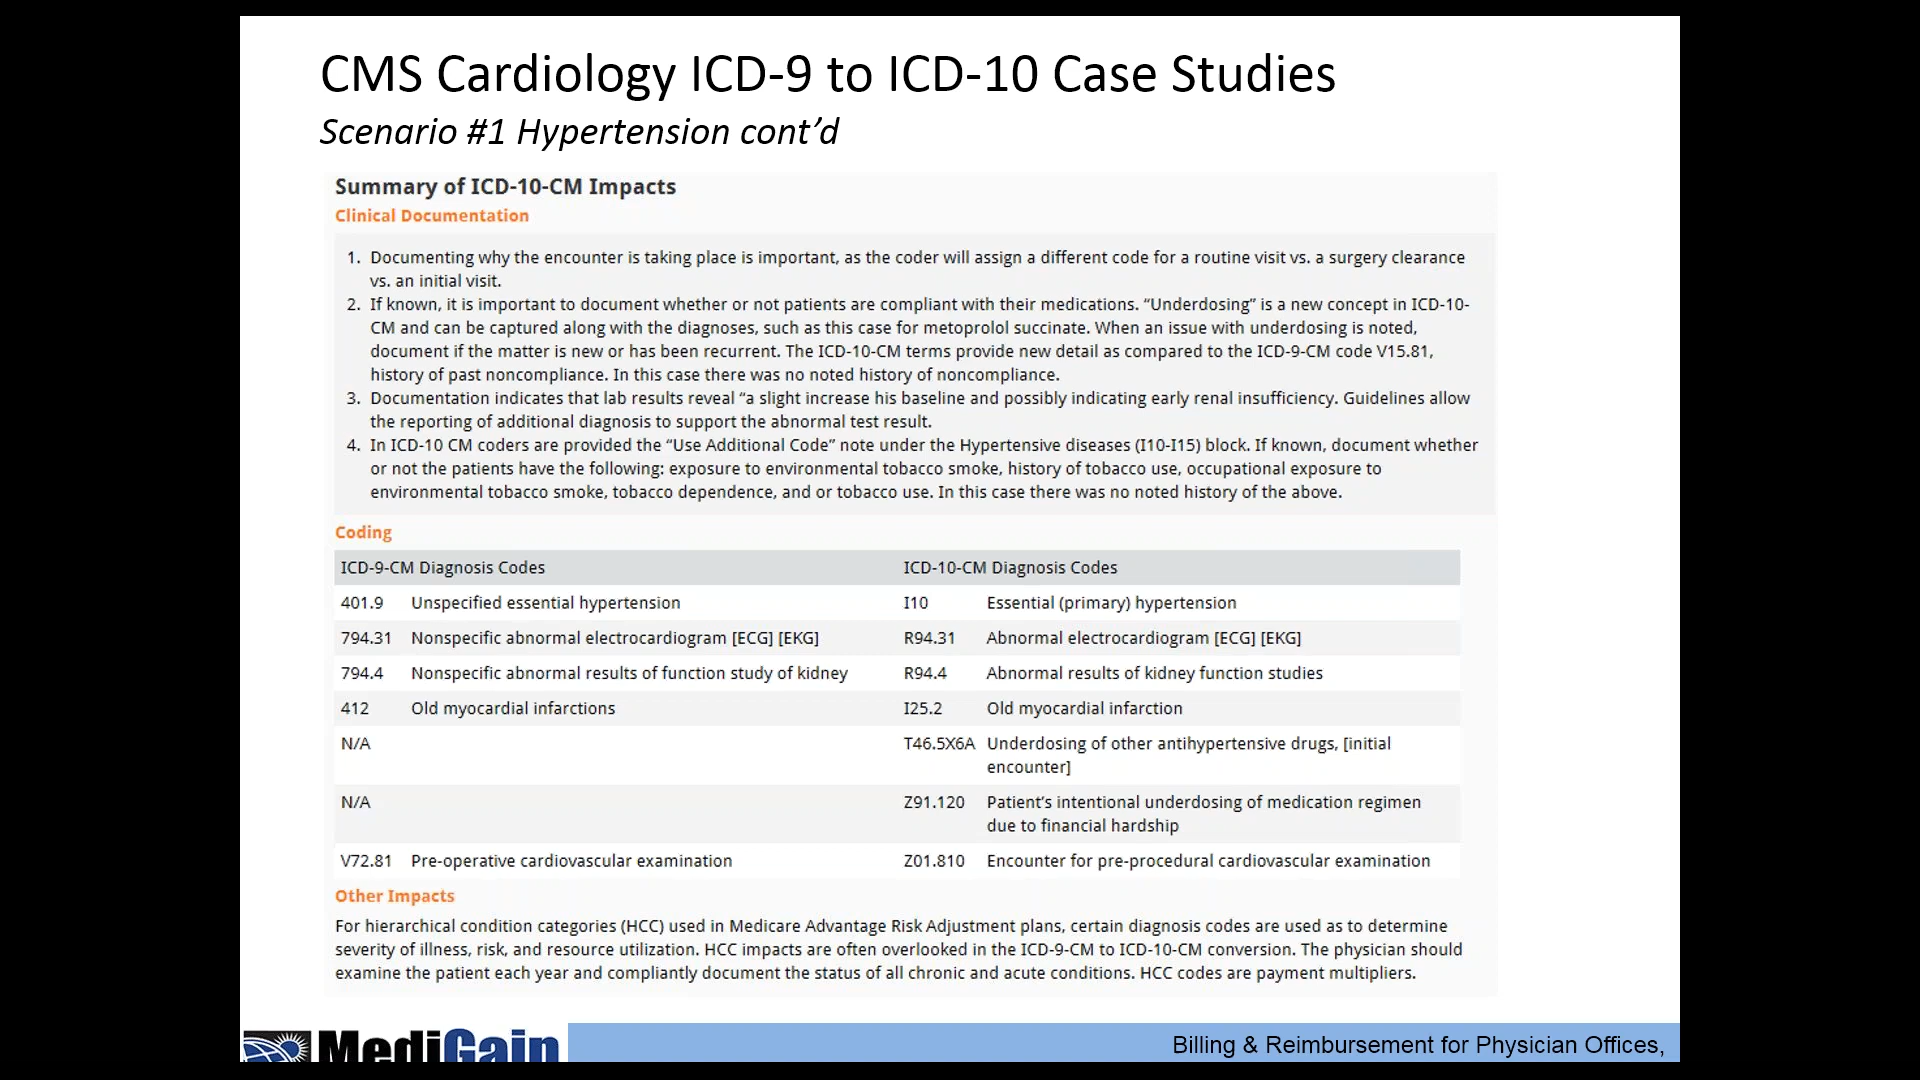 CMS Cardiology ICD-9 to ICD-10 Case Studies
Scenario #1 Hypertension cont’d
Summary of ICD-10-CM Impacts
Clinical Documentation
1. Documenting why the encounter is taking place is important, as the coder will assign a different code for a routine visit vs. a surgery clearance
vs. an initial visit.
2. If known, it is important to document whether or not patients are compliant with their medications. “Underdosing” is a new concept in ICD-10-
CM and can be captured along with the diagnoses, such as this case for metoprolol succinate. When an issue with underdosing is noted,
document if the matter is new or has been recurrent. The ICD-10-CM terms provide new detail as compared to the ICD-9-CM code V15.81,
history of past noncompliance. In this case there was no noted history of noncompliance.
3. Documentation indicates that lab results reveal “a slight increase his baseline and possibly indicating early renal insufficiency. Guidelines allow
the reporting of additional diagnosis to support the abnormal test result.
4. In ICD-10 CM coders are provided the “Use Additional Code” note under the Hypertensive diseases (I10-I15) block. If known, document whether
or not the patients have the following: exposure to environmental tobacco smoke, history of tobacco use, occupational exposure to
environmental tobacco smoke, tobacco dependence, and or tobacco use. In this case there was no noted history of the above.
Coding
ICD-9-CM Diagnosis Codes ICD-10-CM Diagnosis Codes
401.9 Unspecified essential hypertension I10 Essential (primary) hypertension
794.31 Nonspecific abnormal electrocardiogram [ECG] [EKG] R94.31 Abnormal electrocardiogram [ECG] [EKG]
794.4 Nonspecific abnormal results of function study of kidney R94.4 Abnormal results of kidney function studies
412 Old myocardial infarctions I25.2 Old myocardial infarction
N/A T46.5X6A Underdosing of other antihypertensive drugs, [initial
encounter]
N/A Z91.120 Patient’s intentional underdosing of medication regimen
due to financial hardship
V72.81 Pre-operative cardiovascular examination Z01.810 Encounter for pre-procedural cardiovascular examination
Other Impacts
For hierarchical condition categories (HCC) used in Medicare Advantage Risk Adjustment plans, certain diagnosis codes are used as to determine
severity of illness, risk, and resource utilization. HCC impacts are often overlooked in the ICD-9-CM to ICD-10-CM conversion. The physician should
examine the patient each year and compliantly document the status of all chronic and acute conditions. HCC codes are payment multipliers.
MediGain
Billing & Reimbursement for Physician Offices,